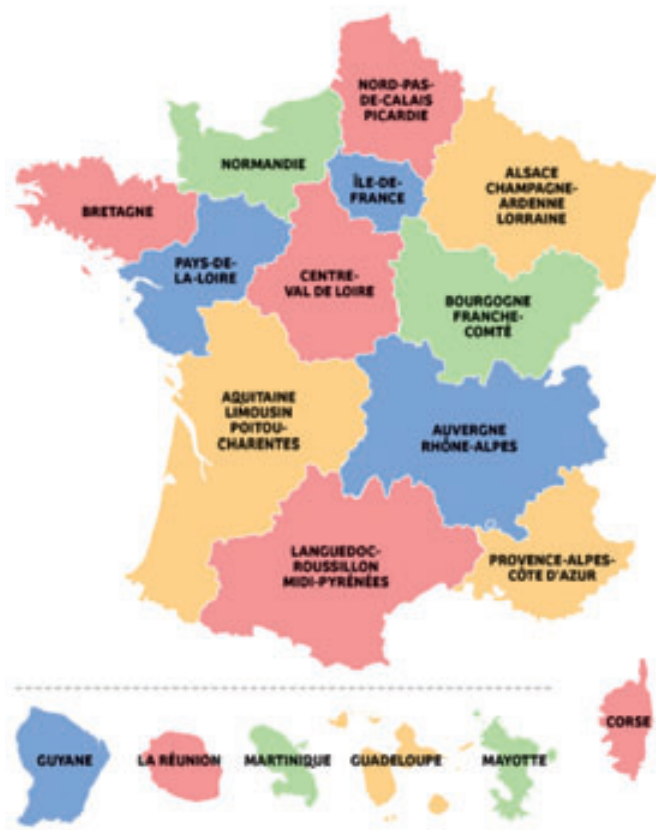 NORD-PAS-
DE-CALAIS
PICARDIE
NORMANDIE
ÎLE-DE-
FRANCE
ALSACE
CHAMPAGNE-
ARDENNE
LORRAINE
BRETAGNE
PAYS-DE-
LA-LOIRE
CENTRE-
VAL DE LOIRE
BOURGOGNE
FRANCHE-
COMTÉ
AQUITAINE
LIMOUSIN
POITOU-
CHARENTES
AUVERGNE
RHÔNE-ALPES
LANGUEDOC-
ROUSSILLON
MIDI-PYRÉNÉES
PROVENCE-ALPES-
CÔTE D'AZUR
CORSE
GUYANE
LA RÉUNION
MARTINIQUE
GUADELOUPE
MAYOTTE